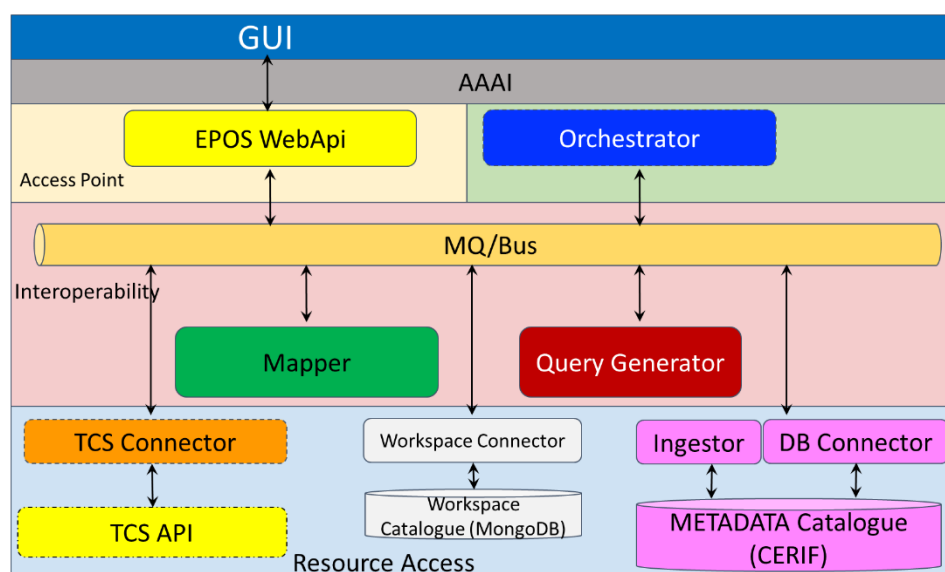 GUI
AAAI
EPOS WebApi
Orchestrator
Access Point
MQ/Bus
Interoperability
Mapper
Query Generator
TCS Connector
Workspace Connector
Ingestor
DB Connector
Workspace
Catalogue (MongoDB)
METADATA Catalogue
(CERIF)
TCS API
Resource Access